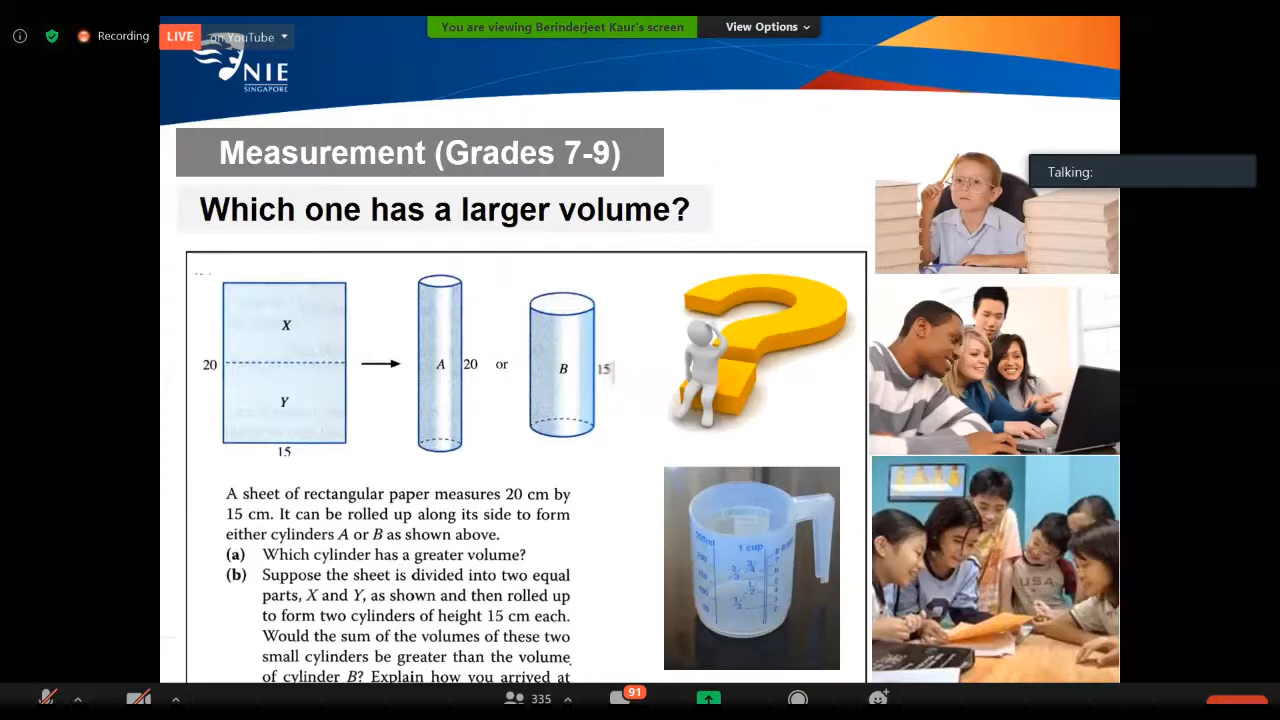 Recording
LIVE
on YouTube
You are viewing Berinderjeet Kaur's screen
View Options
NIE
SINGAPORE
Measurement (Grades 7-9)
Talking:
Which one has a larger volume?
X
20
Y
15
A
20
or
B
15
A sheet of rectangular paper measures 20 cm by
15 cm. It can be rolled up along its side to form
either cylinders A or B as shown above.
(a) Which cylinder has a greater volume?
(b) Suppose the sheet is divided into two equal
parts, X and Y, as shown and then rolled up
to form two cylinders of height 15 cm each.
Would the sum of the volumes of these two
small cylinders be greater than the volume
of cylinder B? Explain how you arrived at
1 cup
USA
335
91